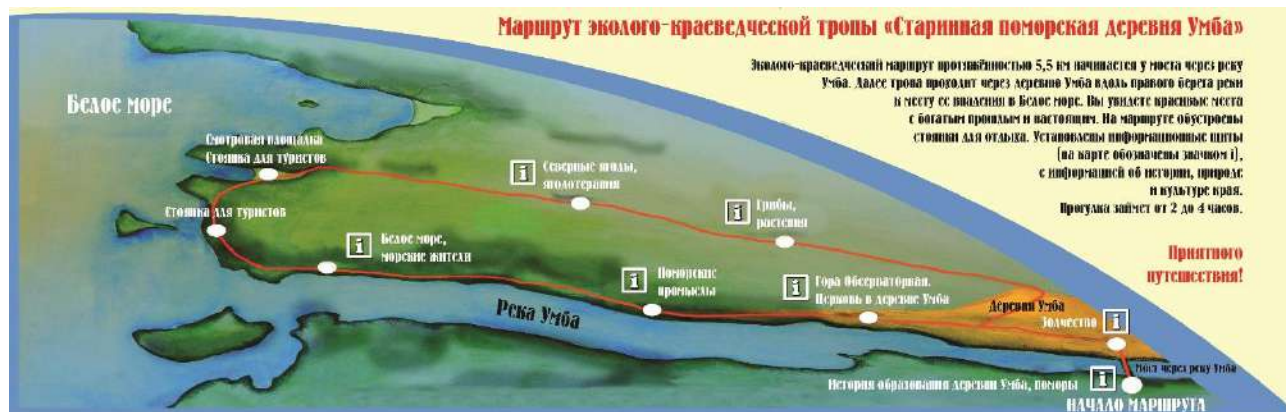 Маршрут эколого-краеведческой тропы «Старинная поморская деревня Умба»
Эколого-краеведческий маршрут протяжённостью 5,5 км начинается у моста через реку
Умба. Далее тропа проходит через деревню Умба вдоль правого берега реки
к месту ее впадения в Белое море. Вы увидете красивые места
с богатым прошлым и настоящим. На маршруте обустроены
стоянки для отдыха. Установлены информационные щиты
(на карте обозначены значком i),
с информацией об истории, природе
и культуре края.
Прогулка займет от 2 до 4 часов.
Приятного
путешествия!
Белое море
Смотровая площадка
Стоянка для туристов
Стоянка для туристов
i
Северные ягоды,
ягодотерапия
i
Грибы,
растения
i
Белое море,
морские жители
i
Поморские
промыслы
i
Гора Обсерваторная.
Церковь в деревне Умба
Деревня Умба
Зодчество
i
Река Умба
Мост через реку Умба
История образования деревни Умба, поморы
i
НАЧАЛО МАРШРУТА